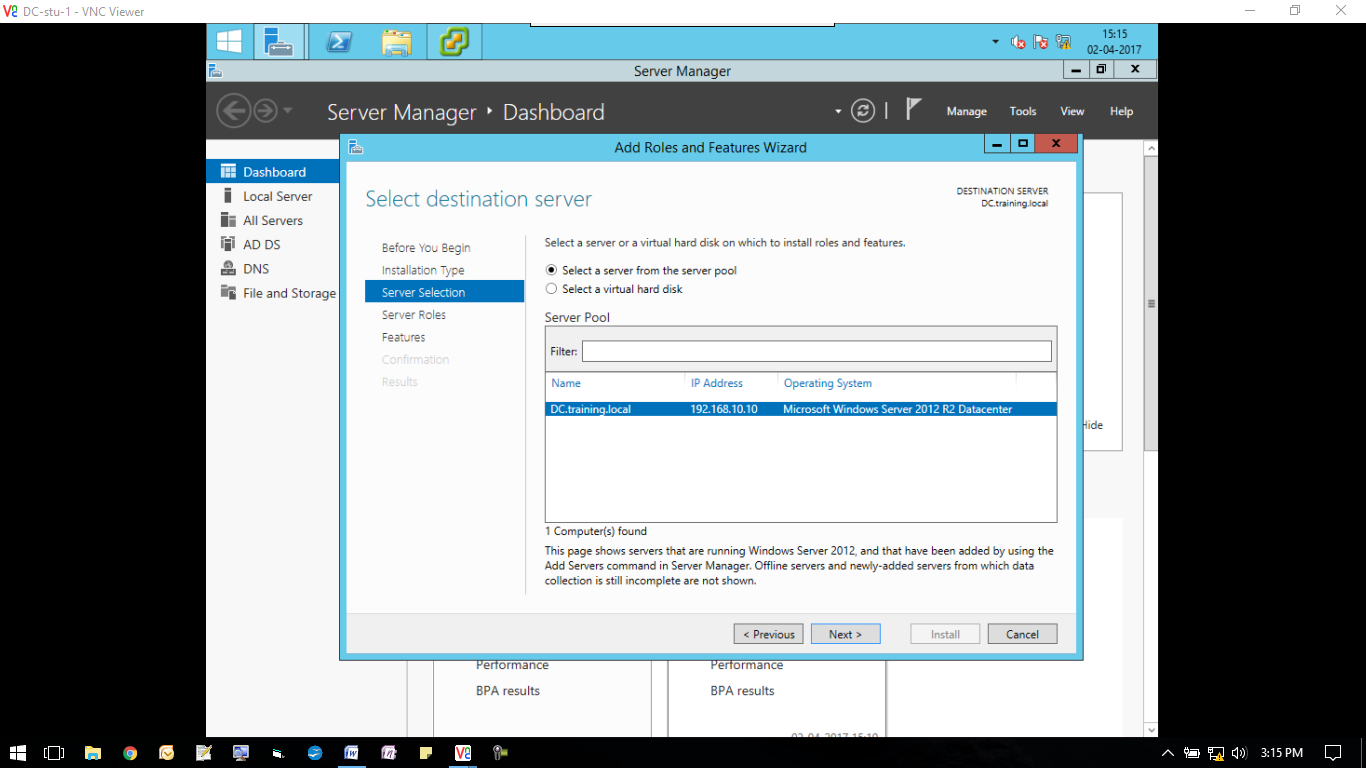 DC-stu-1 - VNC Viewer
15:15
02-04-2017
Server Manager
Server Manager ‣ Dashboard
Manage Tools View Help
Add Roles and Features Wizard
Dashboard
Local Server
All Servers
AD DS
DNS
File and Storage
Select destination server
DESTINATION SERVER
DC.training.local
Before You Begin
Installation Type
Server Selection
Server Roles
Features
Confirmation
Results
Select a server or a virtual hard disk on which to install roles and features.
Select a server from the server pool
Select a virtual hard disk
Server Pool
Filter:
Name IP Address Operating System
DC.training.local 192.168.10.10 Microsoft Windows Server 2012 R2 Datacenter
1 Computer(s) found
This page shows servers that are running Windows Server 2012, and that have been added by using the
Add Servers command in Server Manager. Offline servers and newly-added servers from which data
collection is still incomplete are not shown.
< Previous Next > Install Cancel
Hide
Performance Performance
BPA results BPA results
3:15 PM